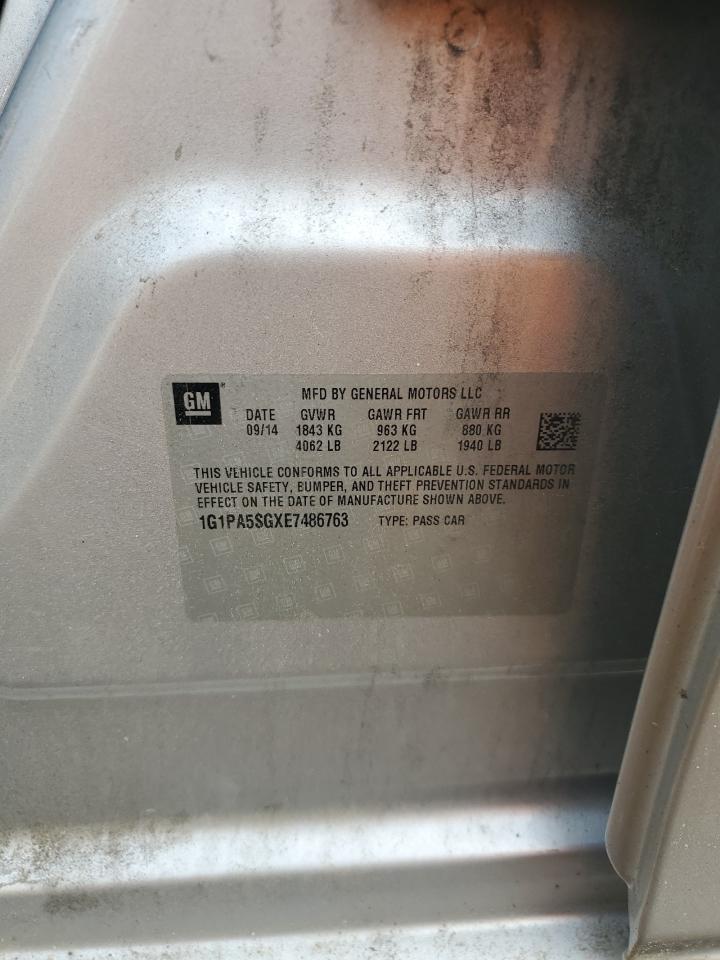 GM
MFD BY GENERAL MOTORS LLC
DATE GVWR GAWR FRT GAWR RR
09/14 1843 KG 963 KG 880 KG
4062 LB 2122 LB 1940 LB
THIS VEHICLE CONFORMS TO ALL APPLICABLE U.S. FEDERAL MOTOR
VEHICLE SAFETY, BUMPER, AND THEFT PREVENTION STANDARDS IN
EFFECT ON THE DATE OF MANUFACTURE SHOWN ABOVE.
1G1PA5SGXE7486763 TYPE: PASS CAR